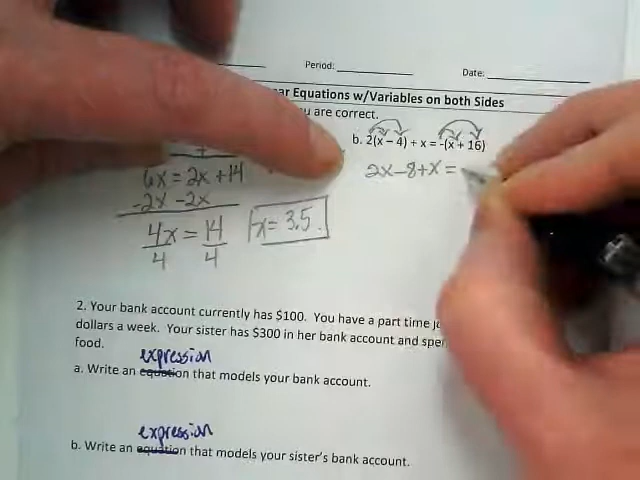 Period: ____________ Date: ____________
ar Equations w/Variables on both Sides
u are correct.
b. 2(x – 4) + x = -(x + 16)
2x-8+x =
6x = 2x + 14
-2x -2x
4x = 14
4 4
x = 3.5
2. Your bank account currently has $100. You have a part time
dollars a week. Your sister has $300 in her bank account and
food.
expression
a. Write an equation that models your bank account.
expression
b. Write an equation that models your sister's bank account.